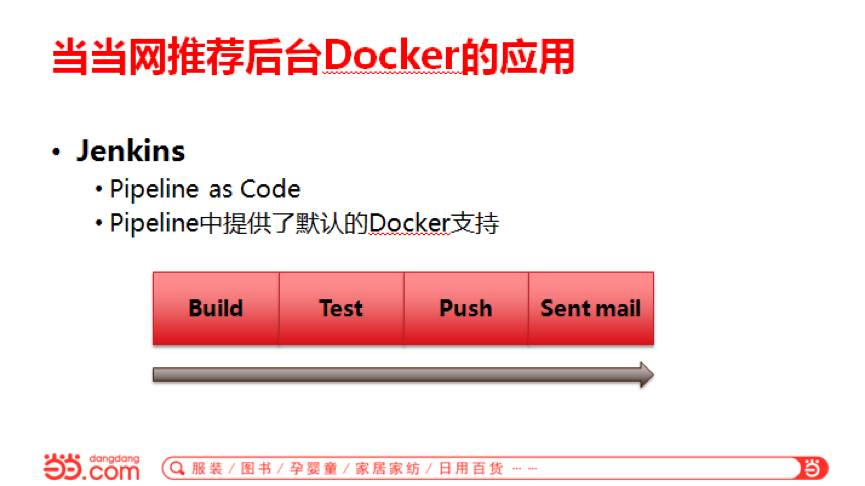 当当网推荐后台Docker的应用
• Jenkins
• Pipeline as Code
• Pipeline中提供了默认的Docker支持
Build Test Push Sent mail
当当 dangdang
.com
服装 / 图书 / 孕婴童 / 家居家纺 / 日用百货 ... ... 当